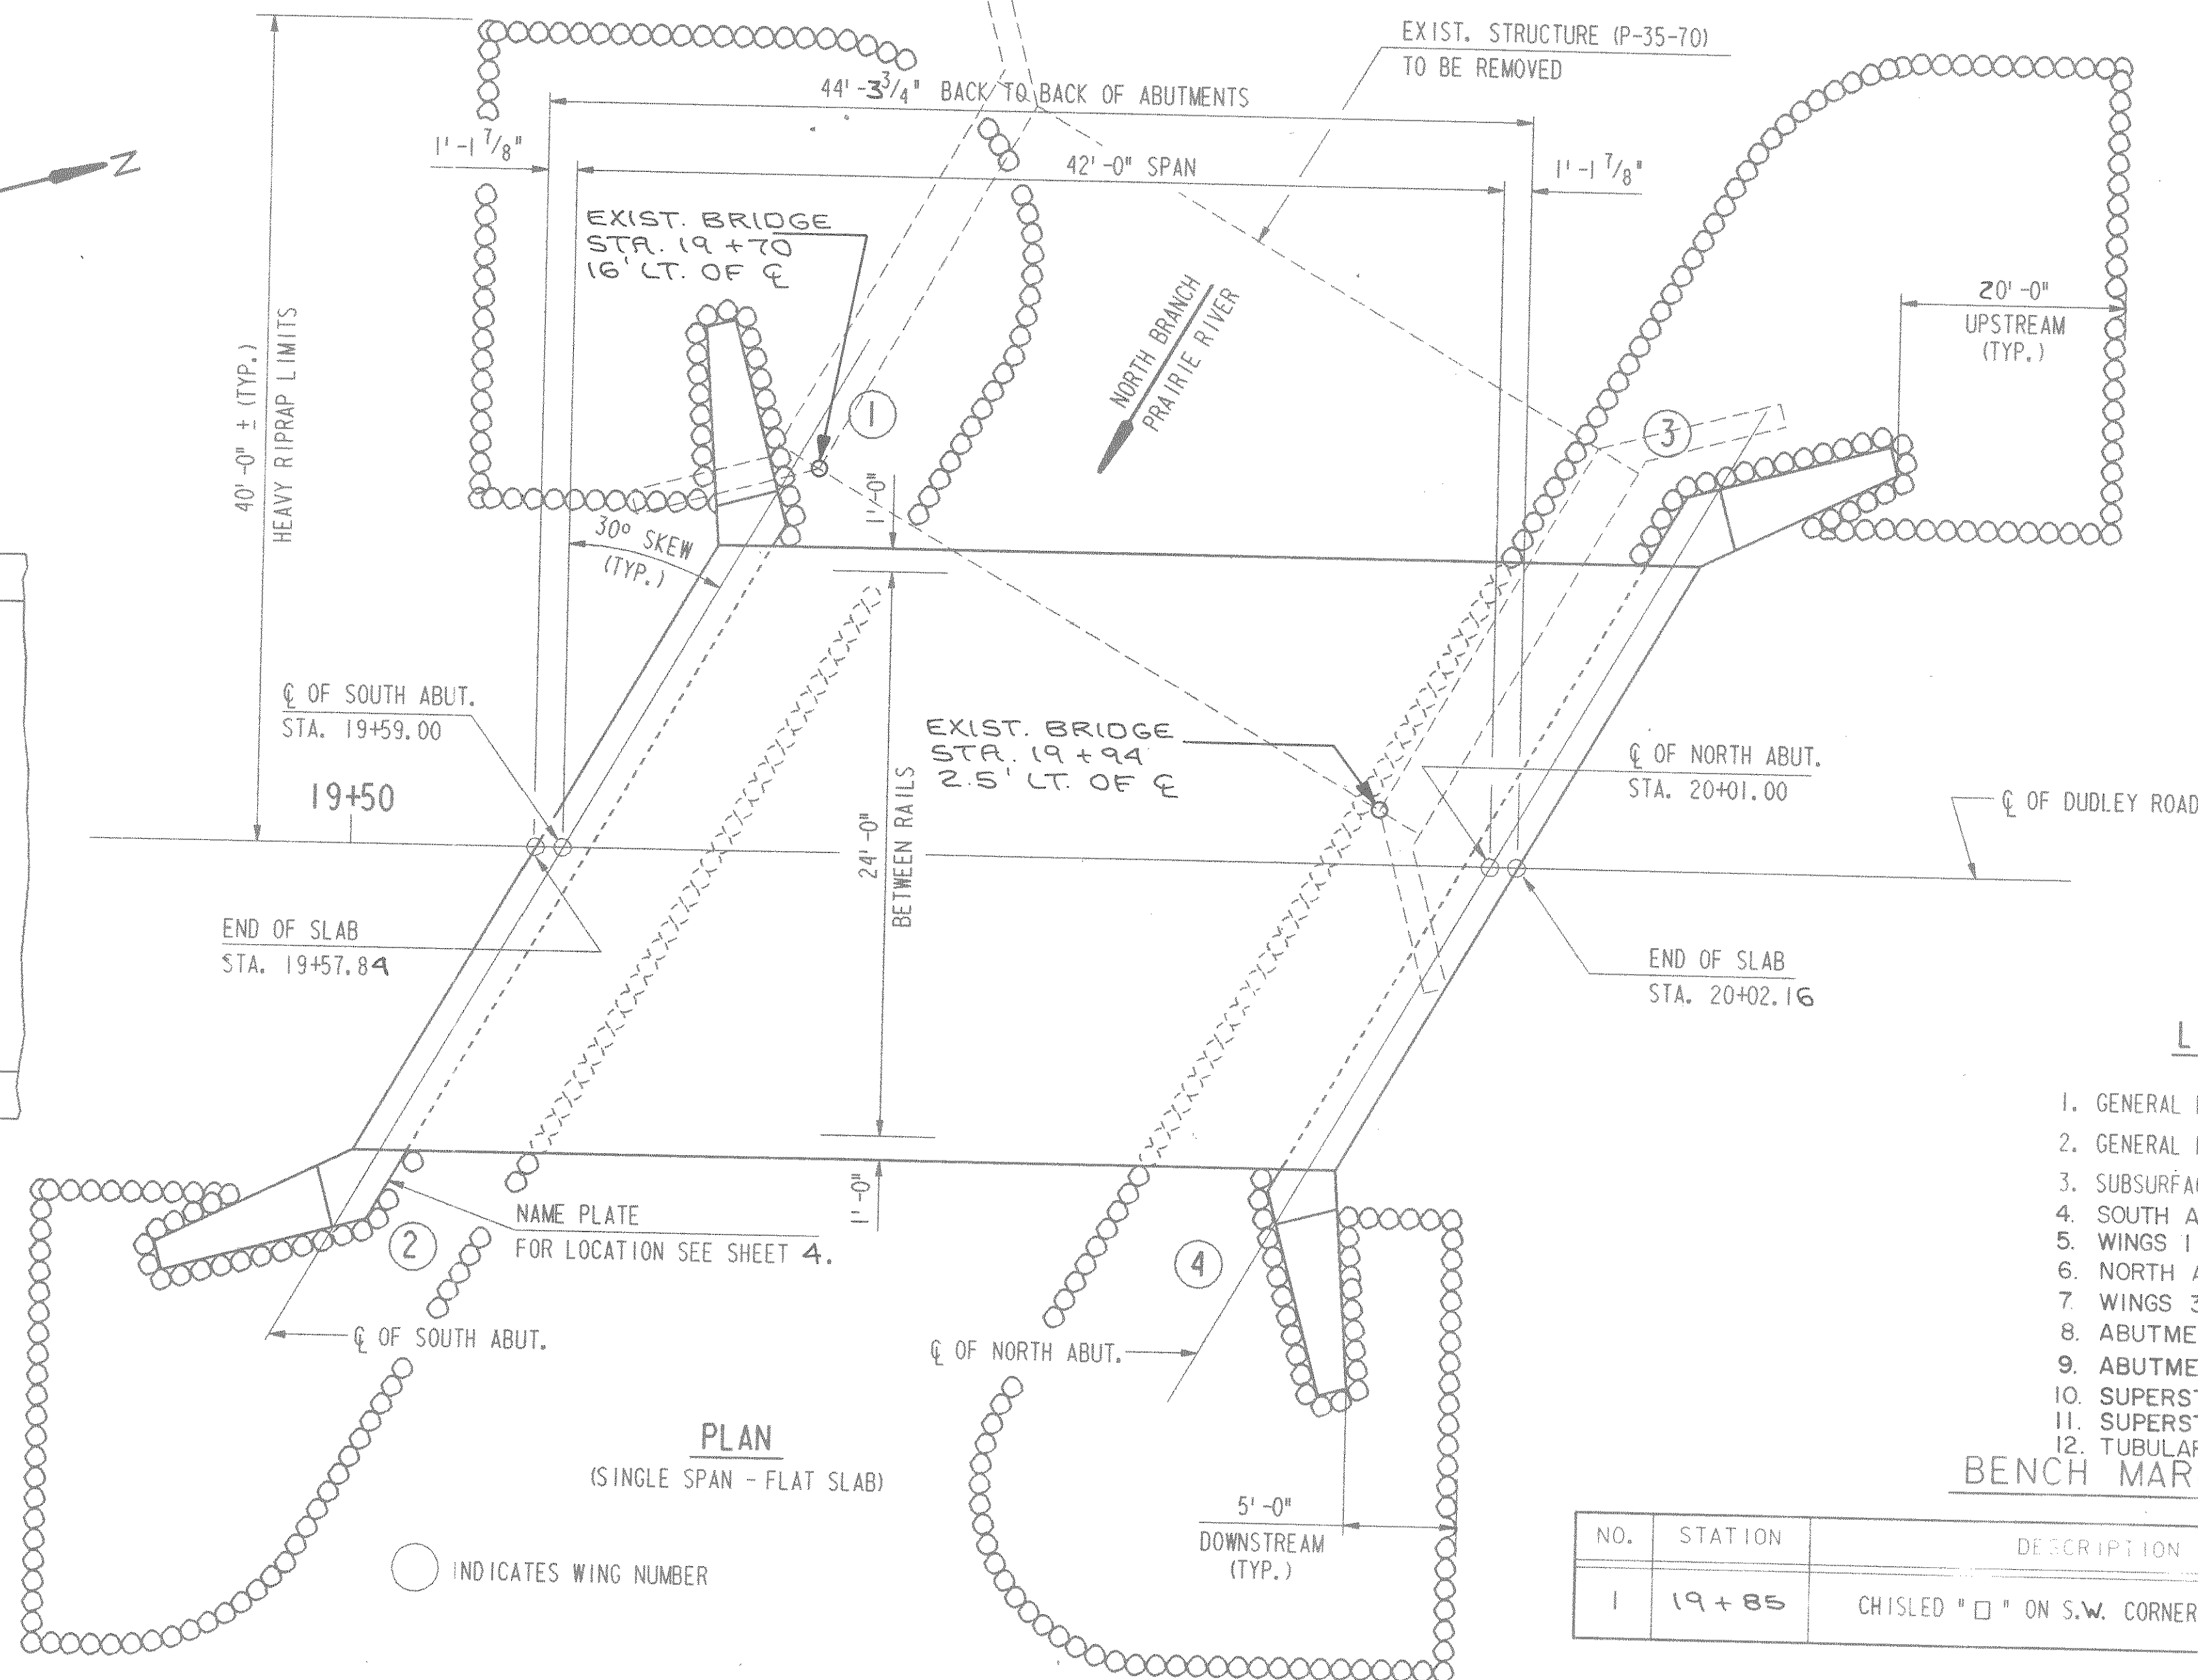 EXIST. STRUCTURE (P-35-70)
TO BE REMOVED
44'-3 3/4" BACK TO BACK OF ABUTMENTS
1'-1 7/8"
42'-0" SPAN
1'-1 7/8"
N
EXIST. BRIDGE
STA. 19+70
16' LT. OF ℄
NORTH BRANCH
PRAIRIE RIVER
20'-0"
UPSTREAM
(TYP.)
40'-0" ± (TYP.)
HEAVY RIPRAP LIMITS
1
3
1'-0"
30° SKEW
(TYP.)
℄ OF SOUTH ABUT.
STA. 19+59.00
19+50
EXIST. BRIDGE
STA. 19+94
2.5' LT. OF ℄
24'-0"
BETWEEN RAILS
℄ OF NORTH ABUT.
STA. 20+01.00
℄ OF DUDLEY ROAD
END OF SLAB
STA. 19+57.84
END OF SLAB
STA. 20+02.16
L
1. GENERAL
2. GENERAL
3. SUBSURFA
4. SOUTH A
5. WINGS 1
6. NORTH A
7. WINGS 3
8. ABUTME
9. ABUTME
10. SUPERST
11. SUPERST
12. TUBULAR
1'-0"
NAME PLATE
FOR LOCATION SEE SHEET 4.
2
4
℄ OF SOUTH ABUT.
℄ OF NORTH ABUT.
PLAN
(SINGLE SPAN - FLAT SLAB)
5'-0"
DOWNSTREAM
(TYP.)
INDICATES WING NUMBER
BENCH MAR
NO. STATION DESCRIPTION
1 19+85 CHISLED "□" ON S.W. CORNER